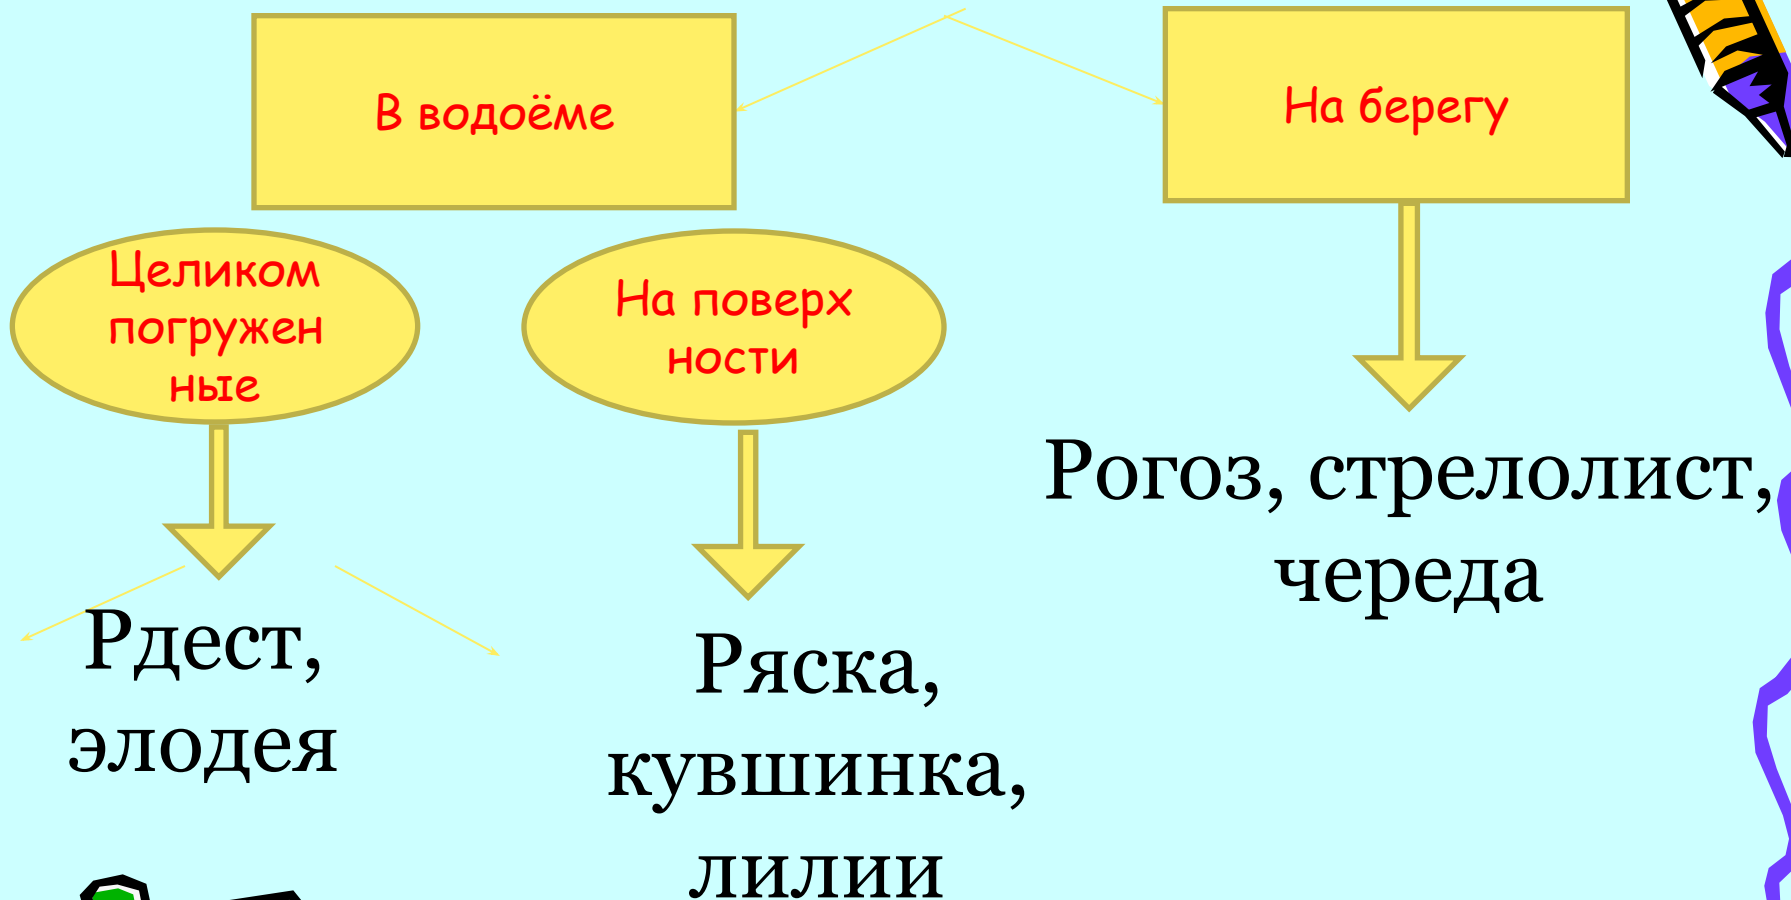 В водоёме
На берегу
Целиком
погружен
ные
На поверх
ности
Рдест,
элодея
Ряска,
кувшинка,
лилии
Рогоз, стрелолист,
череда